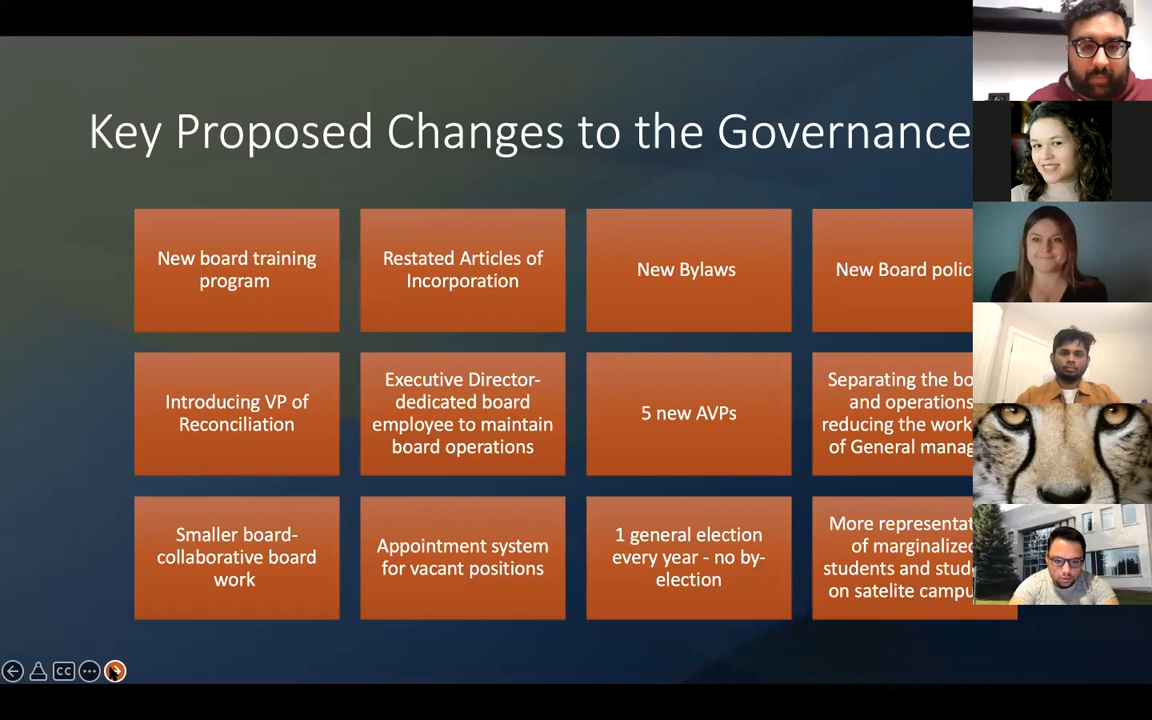 Key Proposed Changes to the Governance
New board training
program
Restated Articles of
Incorporation
New Bylaws
New Board polic
Introducing VP of
Reconciliation
Executive Director-
dedicated board
employee to maintain
board operations
5 new AVPs
Separating the bo
and operations
reducing the work
of General manag
Smaller board-
collaborative board
work
Appointment system
for vacant positions
1 general election
every year - no by-
election
More representat
of marginalized
students and stud
on satelite campu
CC